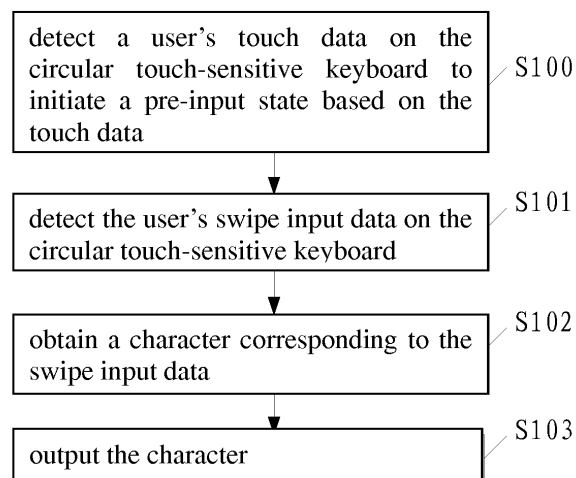 detect a user's touch data on the
circular touch-sensitive keyboard to
initiate a pre-input state based on the
touch data
S100
detect the user's swipe input data on the
circular touch-sensitive keyboard
S101
obtain a character corresponding to the
swipe input data
S102
output the character
S103